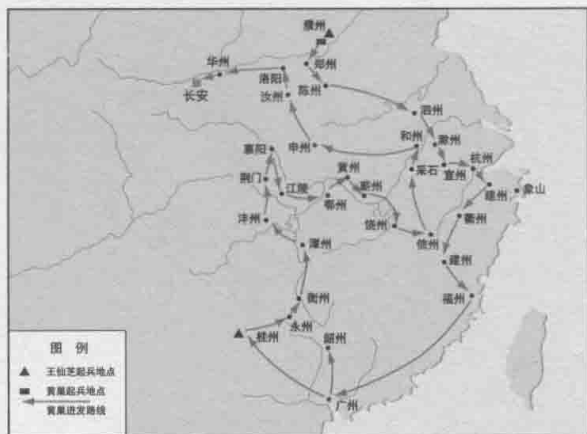 濮州
郑州
华州
洛阳
长安
汝州
陈州
泗州
和州
滁州
申州
襄阳
采石
宣州
杭州
黄州
荆门
江陵
鄂州
蕲州
越州
象山
衢州
澧州
饶州
信州
潭州
建州
福州
衡州
桂州
永州
韶州
广州
图 例
王仙芝起兵地点
黄巢起兵地点
黄巢进发路线